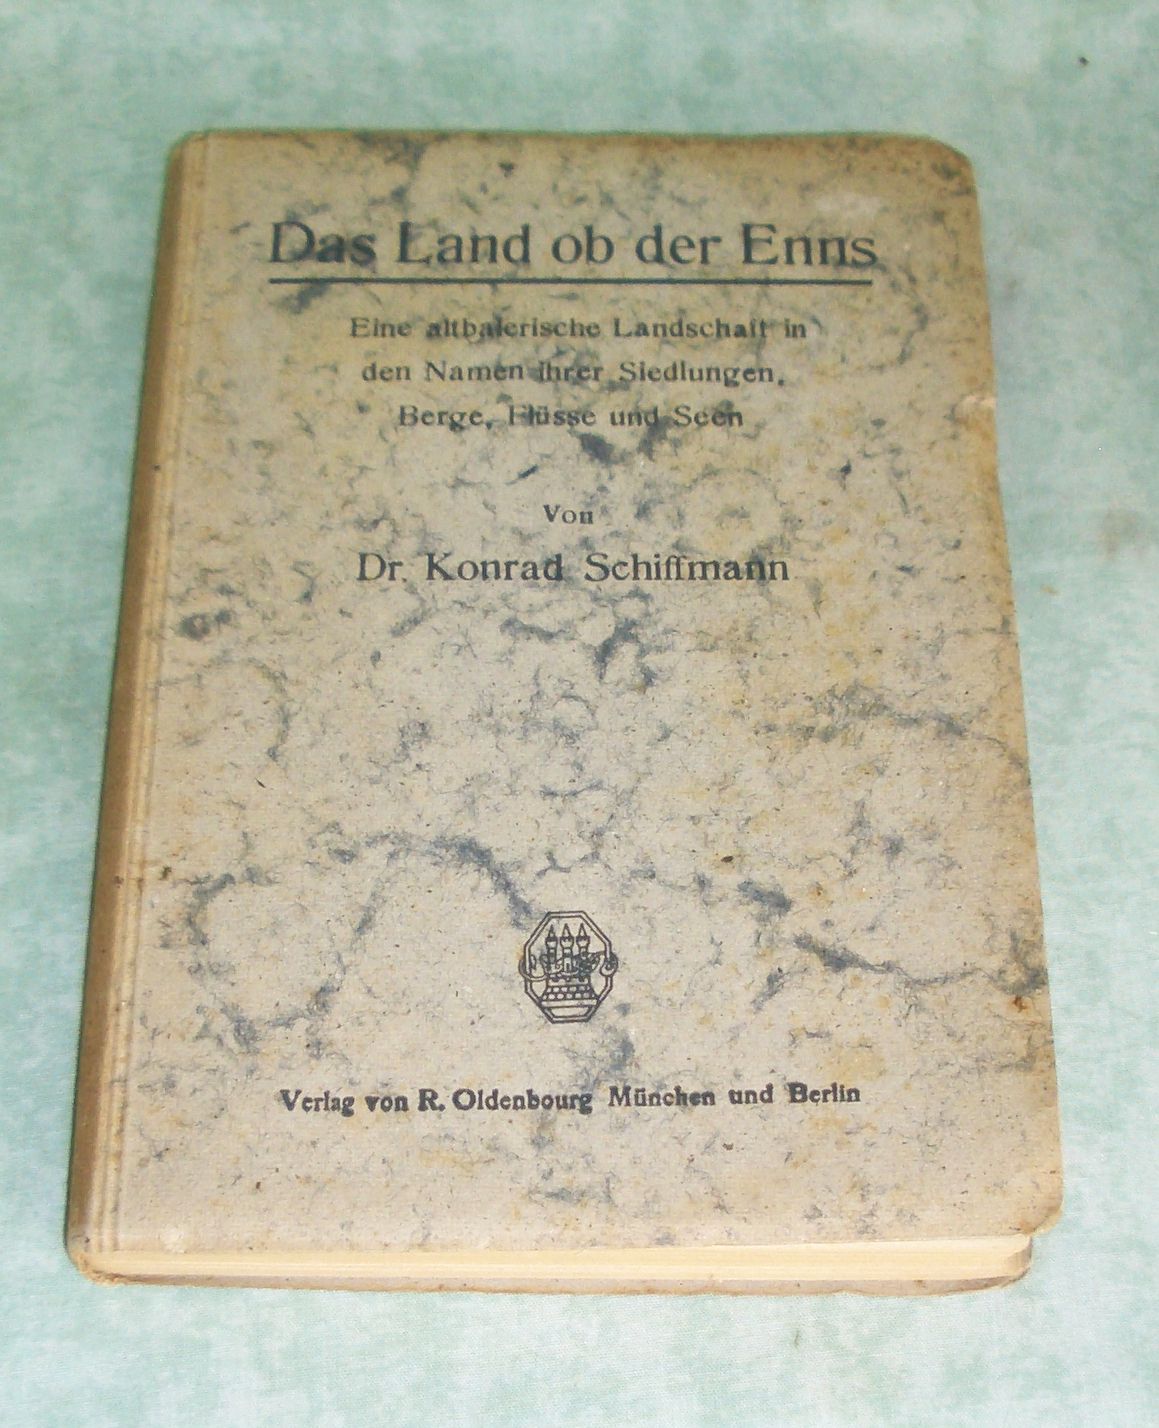 Das Land ob der Enns
Eine altbaierische Landschaft in
den Namen ihrer Siedlungen,
Berge, Flüsse und Seen
Von
Dr. Konrad Schiffmann
Verlag von R. Oldenbourg München und Berlin